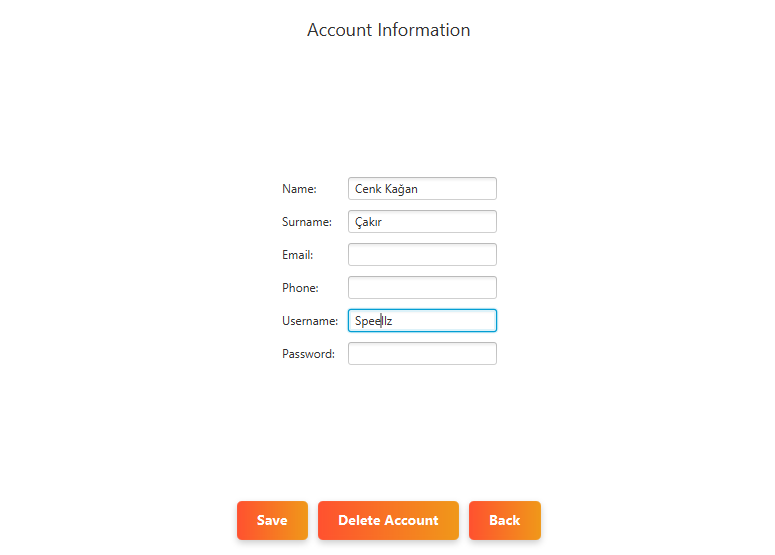 Account Information
Name: Cenk Kağan
Surname: Çakır
Email:
Phone:
Username: Speellz
Password:
Save Delete Account Back